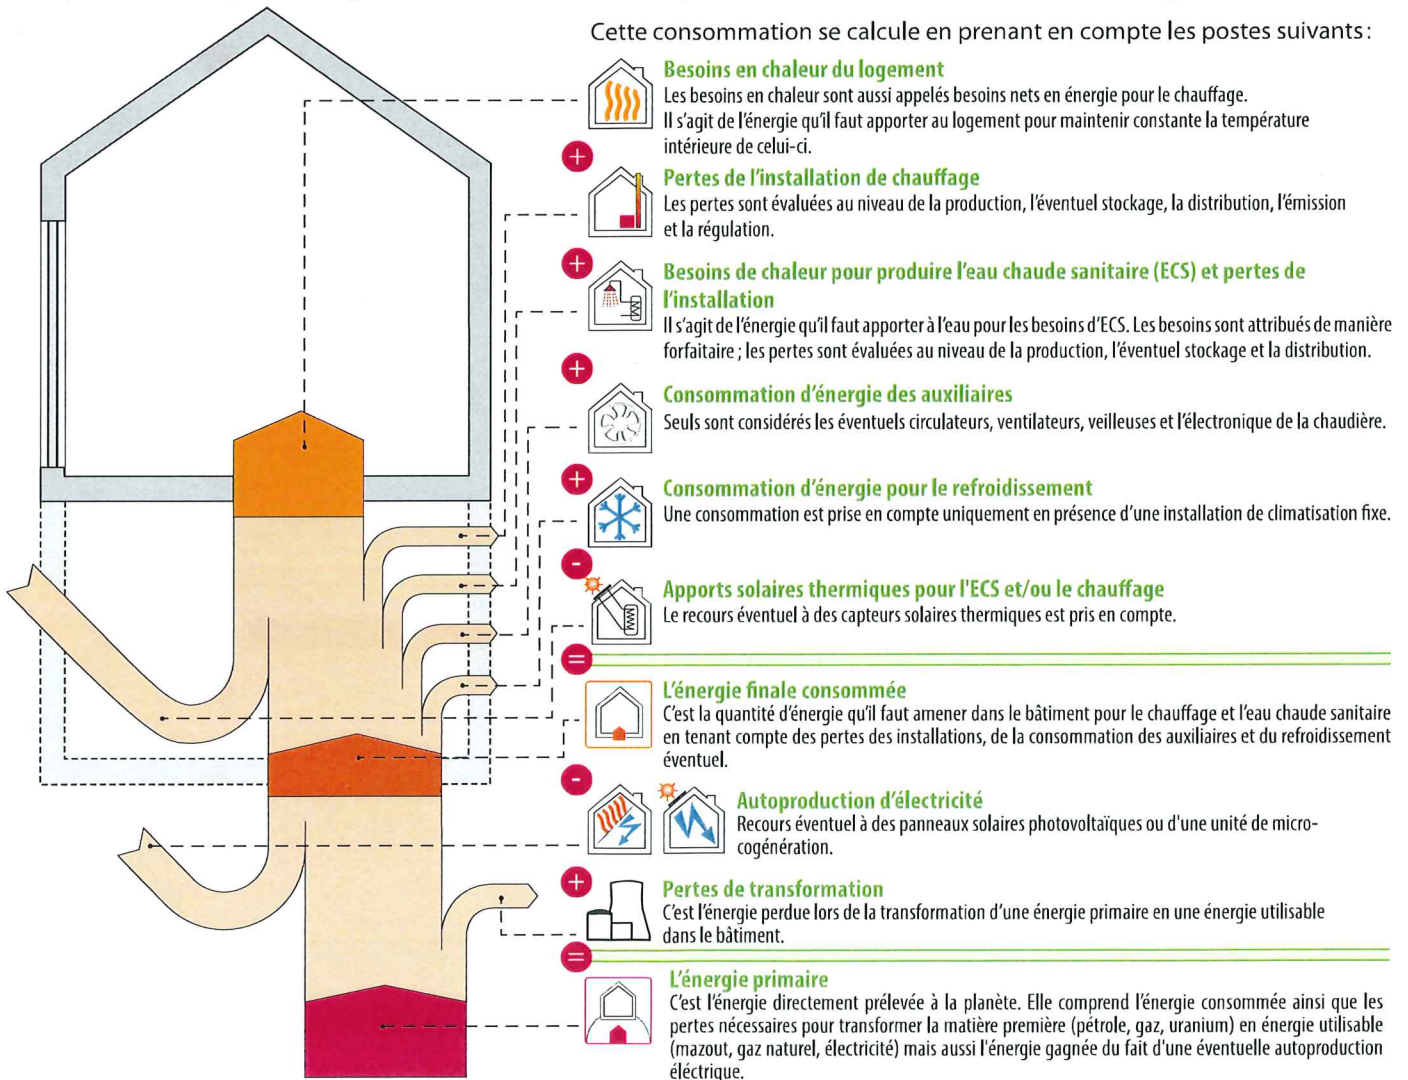 Cette consommation se calcule en prenant en compte les postes suivants :
Besoins en chaleur du logement
Les besoins en chaleur sont aussi appelés besoins nets en énergie pour le chauffage.
Il s'agit de l'énergie qu'il faut apporter au logement pour maintenir constante la température
intérieure de celui-ci.
+
Pertes de l'installation de chauffage
Les pertes sont évaluées au niveau de la production, l'éventuel stockage, la distribution, l'émission
et la régulation.
+
Besoins de chaleur pour produire l'eau chaude sanitaire (ECS) et pertes de
l'installation
Il s'agit de l'énergie qu'il faut apporter à l'eau pour les besoins d'ECS. Les besoins sont attribués de manière
forfaitaire ; les pertes sont évaluées au niveau de la production, l'éventuel stockage et la distribution.
+
Consommation d'énergie des auxiliaires
Seuls sont considérés les éventuels circulateurs, ventilateurs, veilleuses et l'électronique de la chaudière.
+
Consommation d'énergie pour le refroidissement
Une consommation est prise en compte uniquement en présence d'une installation de climatisation fixe.
-
Apports solaires thermiques pour l'ECS et/ou le chauffage
Le recours éventuel à des capteurs solaires thermiques est pris en compte.
=
L'énergie finale consommée
C'est la quantité d'énergie qu'il faut amener dans le bâtiment pour le chauffage et l'eau chaude sanitaire
en tenant compte des pertes des installations, de la consommation des auxiliaires et du refroidissement
éventuel.
-
Autoproduction d'électricité
Recours éventuel à des panneaux solaires photovoltaïques ou d'une unité de micro-
cogénération.
+
Pertes de transformation
C'est l'énergie perdue lors de la transformation d'une énergie primaire en une énergie utilisable
dans le bâtiment.
=
L'énergie primaire
C'est l'énergie directement prélevée à la planète. Elle comprend l'énergie consommée ainsi que les
pertes nécessaires pour transformer la matière première (pétrole, gaz, uranium) en énergie utilisable
(mazout, gaz naturel, électricité) mais aussi l'énergie gagnée du fait d'une éventuelle autoproduction
éléctrique.